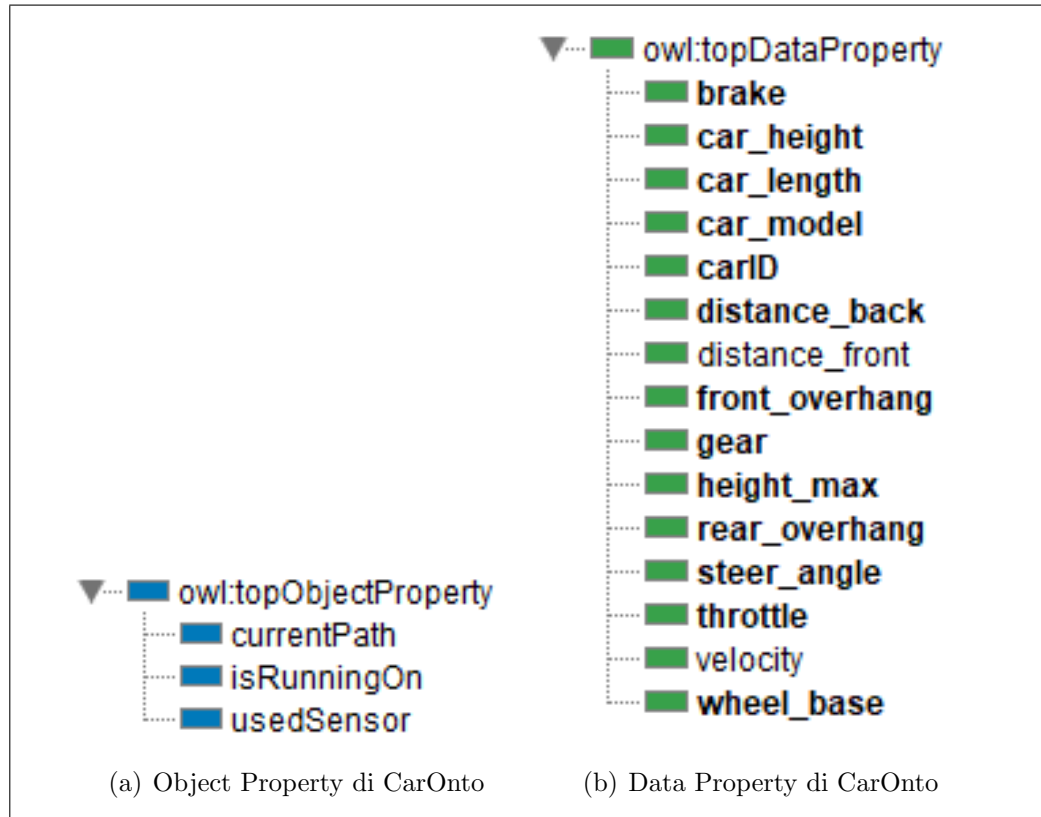 owl:topObjectProperty
currentPath
isRunningOn
usedSensor
(a) Object Property di CarOnto
owl:topDataProperty
brake
car_height
car_length
car_model
carID
distance_back
distance_front
front_overhang
gear
height_max
rear_overhang
steer_angle
throttle
velocity
wheel_base
(b) Data Property di CarOnto